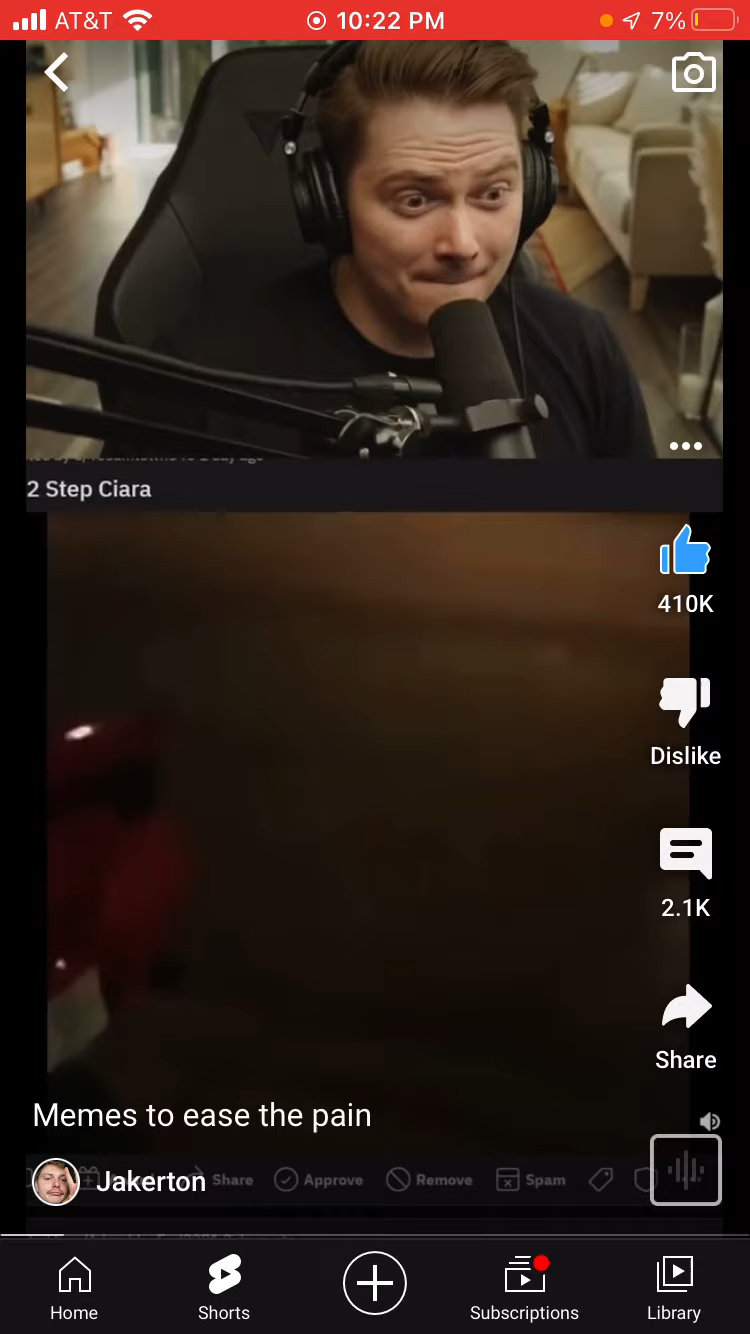 AT&T 10:22 PM 7%
2 Step Ciara
410K
Dislike
2.1K
Share
Memes to ease the pain
Jakerton Share Approve Remove Spam
Home Shorts Subscriptions Library